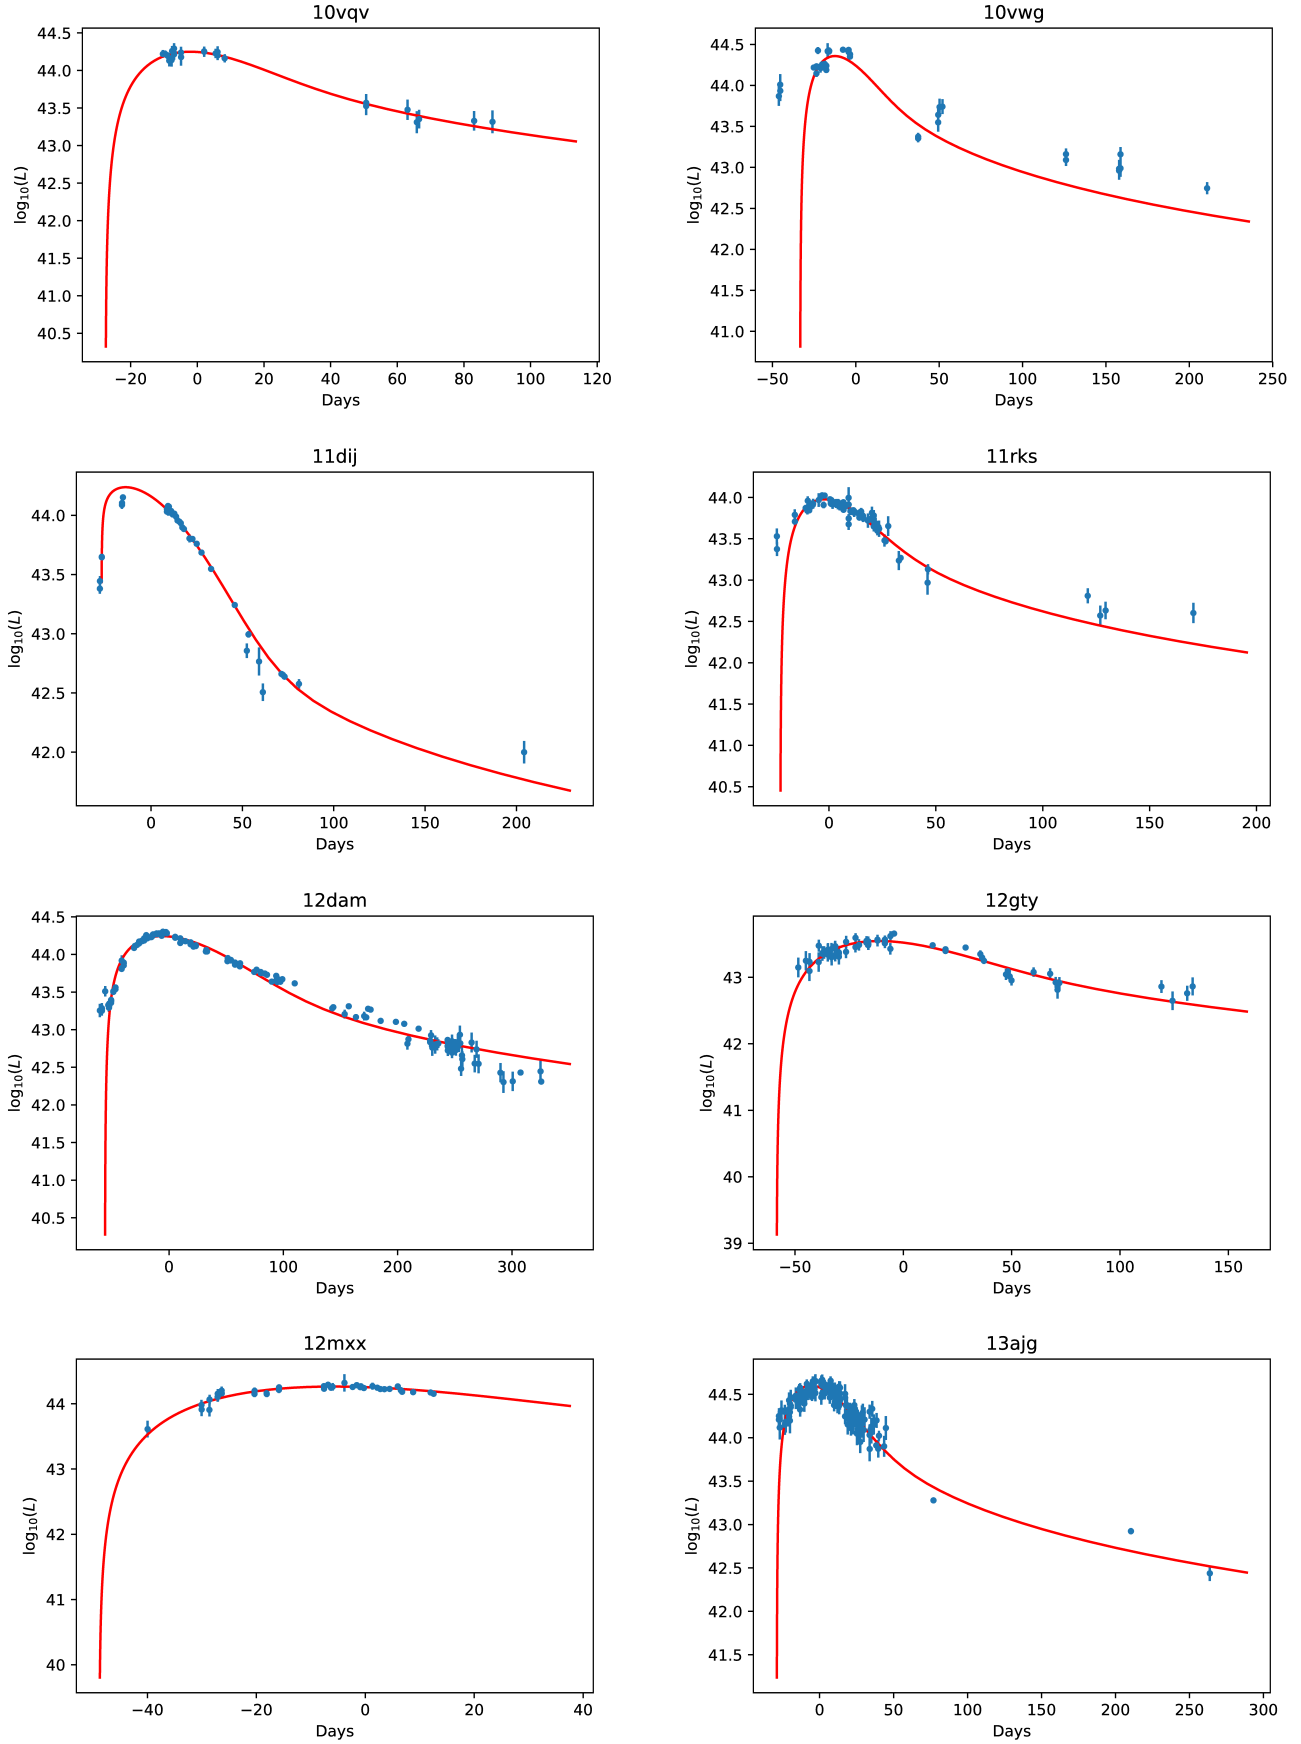 10vqv
44.5
44.0
43.5
43.0
42.5
42.0
41.5
41.0
40.5
log₁₀(L)
−20 0 20 40 60 80 100 120
Days
10vwg
44.5
44.0
43.5
43.0
42.5
42.0
41.5
41.0
log₁₀(L)
−50 0 50 100 150 200 250
Days
11dij
44.0
43.5
43.0
42.5
42.0
log₁₀(L)
0 50 100 150 200
Days
11rks
44.0
43.5
43.0
42.5
42.0
41.5
41.0
40.5
log₁₀(L)
0 50 100 150 200
Days
12dam
44.5
44.0
43.5
43.0
42.5
42.0
41.5
41.0
40.5
log₁₀(L)
0 100 200 300
Days
12gty
43
42
41
40
39
log₁₀(L)
−50 0 50 100 150
Days
12mxx
44
43
42
41
40
log₁₀(L)
−40 −20 0 20 40
Days
13ajg
44.5
44.0
43.5
43.0
42.5
42.0
41.5
log₁₀(L)
0 50 100 150 200 250 300
Days